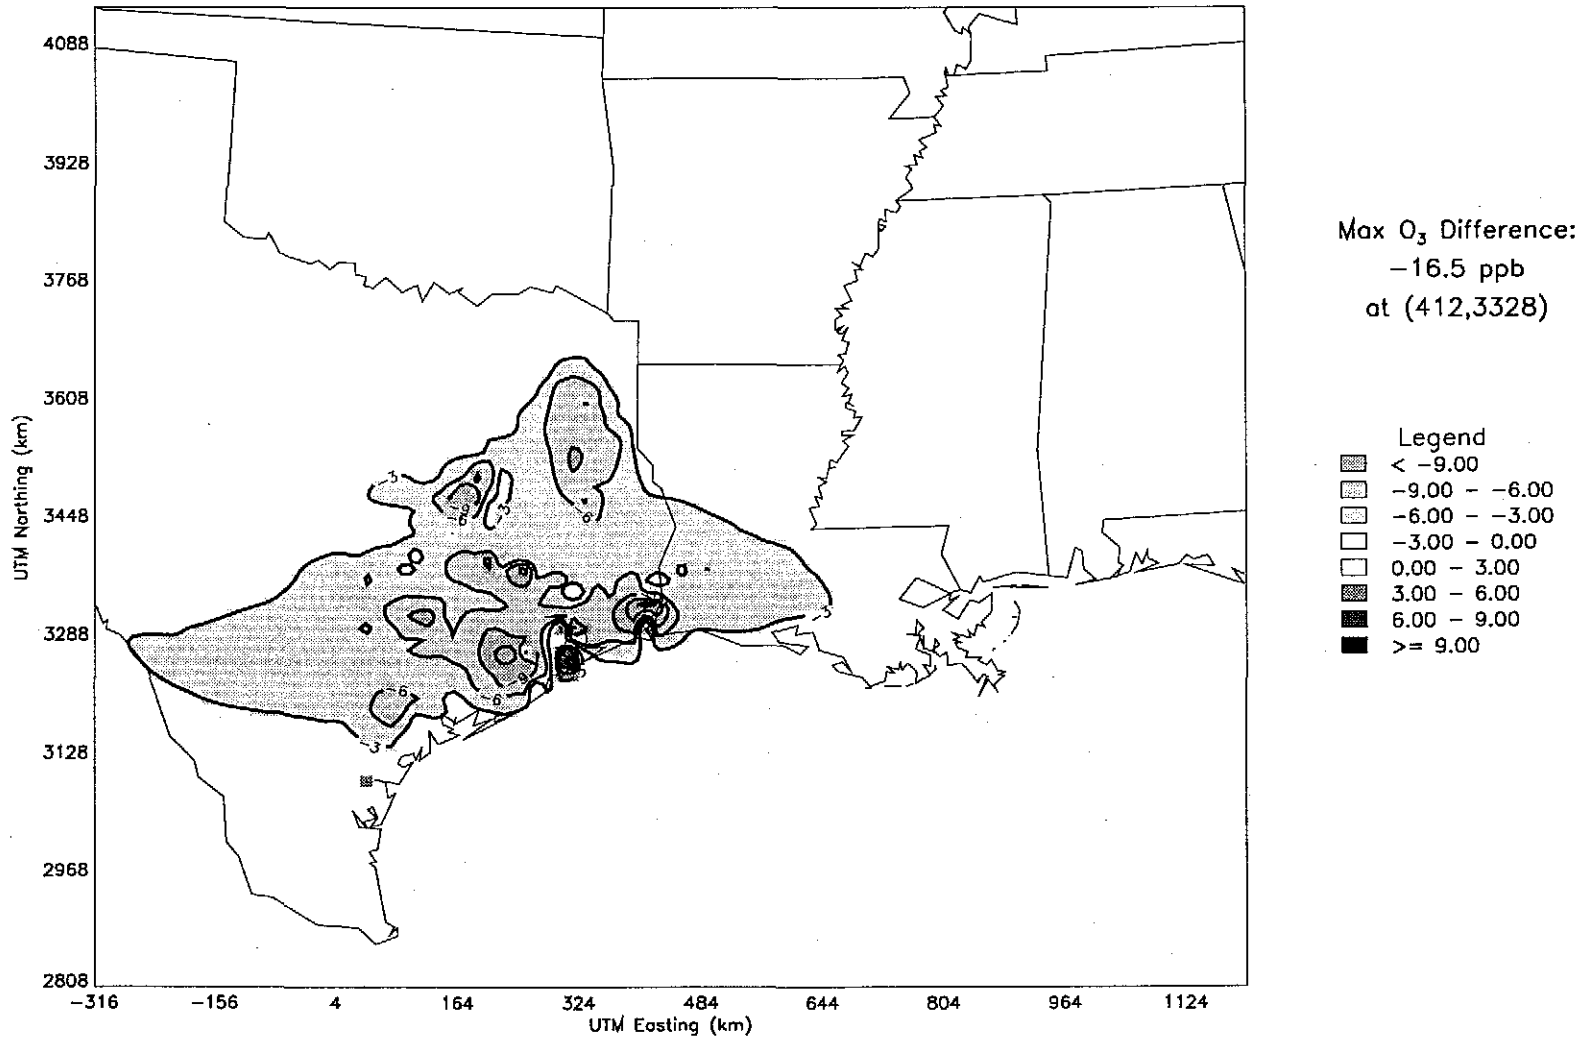 4088
3928
3768
3608
3448
3288
3128
2968
2808
UTM Northing (km)
-316 -156 4 164 324 484 644 804 964 1124
UTM Easting (km)
Max O₃ Difference:
-16.5 ppb
at (412,3328)
Legend
< -9.00
-9.00 - -6.00
-6.00 - -3.00
-3.00 - 0.00
0.00 - 3.00
3.00 - 6.00
6.00 - 9.00
>= 9.00
-3
-9
-6
-3
-6
-3
-6
-9
-6
-3